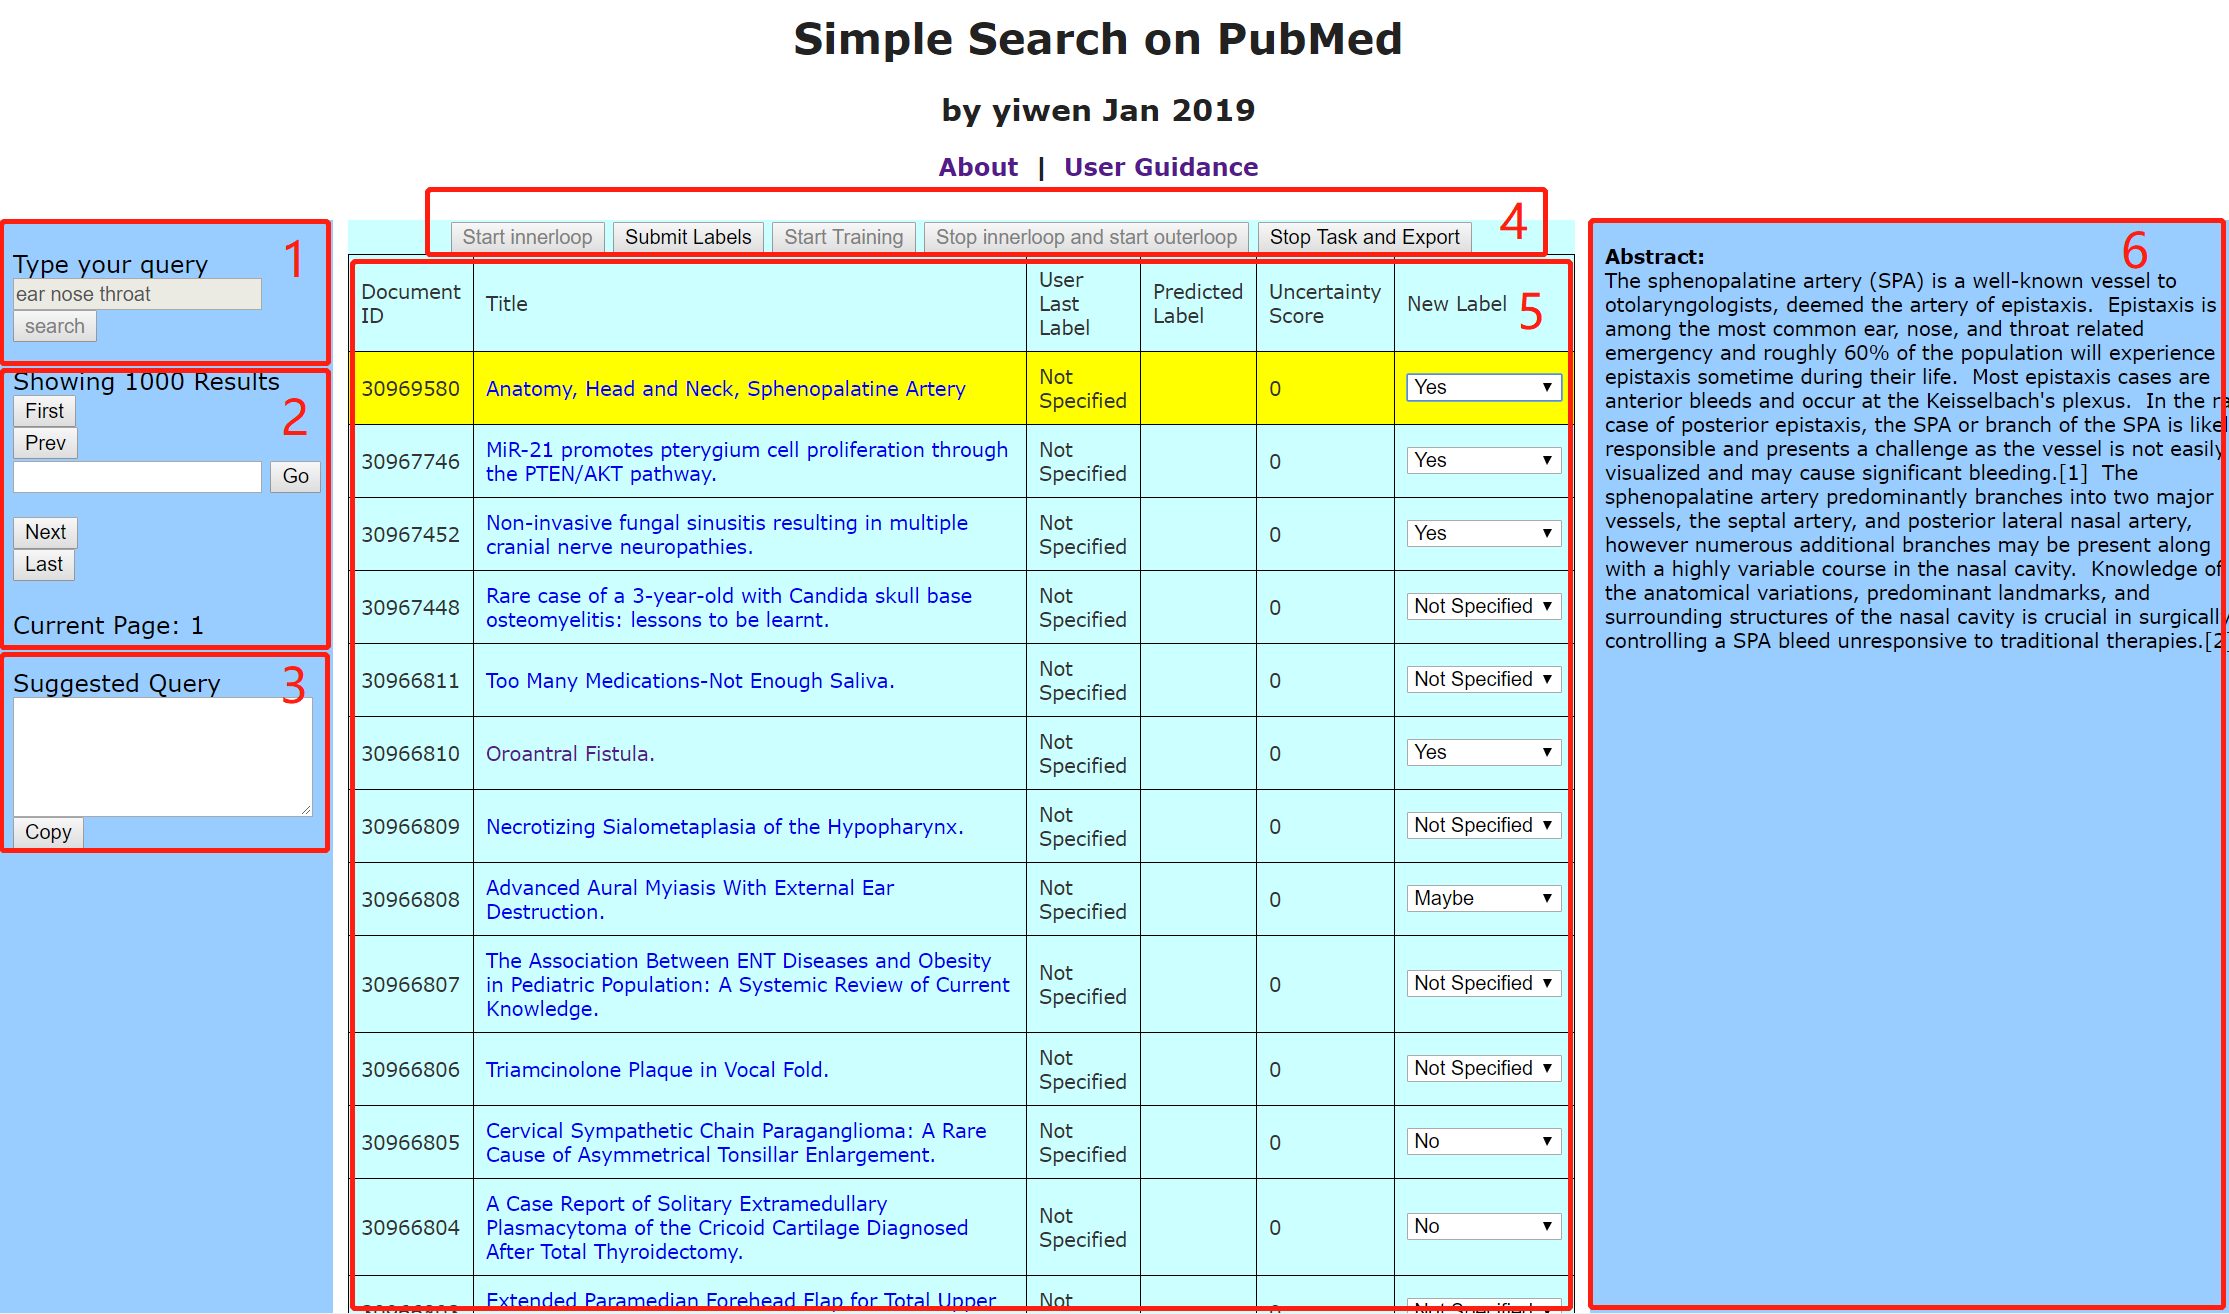 Simple Search on PubMed
by yiwen Jan 2019
About | User Guidance
1
Type your query
ear nose throat
search
2
Showing 1000 Results
First
Prev
Go
Next
Last
Current Page: 1
3
Suggested Query
Copy
4
Start innerloop Submit Labels Start Training Stop innerloop and start outerloop Stop Task and Export
5
Document ID Title User Last Label Predicted Label Uncertainty Score New Label
30969580 Anatomy, Head and Neck, Sphenopalatine Artery Not Specified 0 Yes
30967746 MiR-21 promotes pterygium cell proliferation through the PTEN/AKT pathway. Not Specified 0 Yes
30967452 Non-invasive fungal sinusitis resulting in multiple cranial nerve neuropathies. Not Specified 0 Yes
30967448 Rare case of a 3-year-old with Candida skull base osteomyelitis: lessons to be learnt. Not Specified 0 Not Specified
30966811 Too Many Medications-Not Enough Saliva. Not Specified 0 Not Specified
30966810 Oroantral Fistula. Not Specified 0 Yes
30966809 Necrotizing Sialometaplasia of the Hypopharynx. Not Specified 0 Not Specified
30966808 Advanced Aural Myiasis With External Ear Destruction. Not Specified 0 Maybe
30966807 The Association Between ENT Diseases and Obesity in Pediatric Population: A Systemic Review of Current Knowledge. Not Specified 0 Not Specified
30966806 Triamcinolone Plaque in Vocal Fold. Not Specified 0 Not Specified
30966805 Cervical Sympathetic Chain Paraganglioma: A Rare Cause of Asymmetrical Tonsillar Enlargement. Not Specified 0 No
30966804 A Case Report of Solitary Extramedullary Plasmacytoma of the Cricoid Cartilage Diagnosed After Total Thyroidectomy. Not Specified 0 No
Extended Paramedian Forehead Flap for Total Upper Not Not Specified
6
Abstract:
The sphenopalatine artery (SPA) is a well-known vessel to
otolaryngologists, deemed the artery of epistaxis. Epistaxis is
among the most common ear, nose, and throat related
emergency and roughly 60% of the population will experience
epistaxis sometime during their life. Most epistaxis cases are
anterior bleeds and occur at the Keisselbach's plexus. In the
case of posterior epistaxis, the SPA or branch of the SPA is
responsible and presents a challenge as the vessel is not easily
visualized and may cause significant bleeding.[1] The
sphenopalatine artery predominantly branches into two major
vessels, the septal artery, and posterior lateral nasal artery,
however numerous additional branches may be present along
with a highly variable course in the nasal cavity. Knowledge of
the anatomical variations, predominant landmarks, and
surrounding structures of the nasal cavity is crucial in surgically
controlling a SPA bleed unresponsive to traditional therapies.[2]